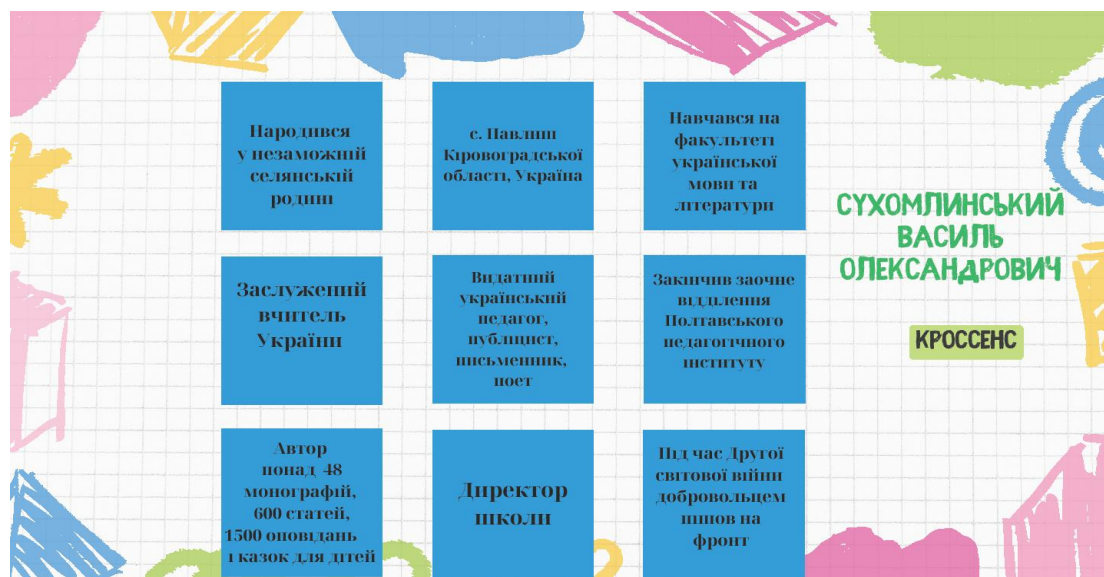 Народився
у незаможній
селянській
родині
с. Павлиш
Кіровоградської
області, Україна
Навчався на
факультеті
української
мови та
літератури
Заслужений
вчитель
України
Видатний
український
педагог,
публіцист,
письменник,
поет
Закінчив заочне
відділення
Полтавського
педагогічного
інституту
Автор
понад 48
монографій,
600 статей,
1500 оповідань
і казок для дітей
Директор
школи
Під час Другої
світової війни
добровольцем
пішов на
фронт
СУХОМЛИНСЬКИЙ
ВАСИЛЬ
ОЛЕКСАНДРОВИЧ
КРОССЕНС